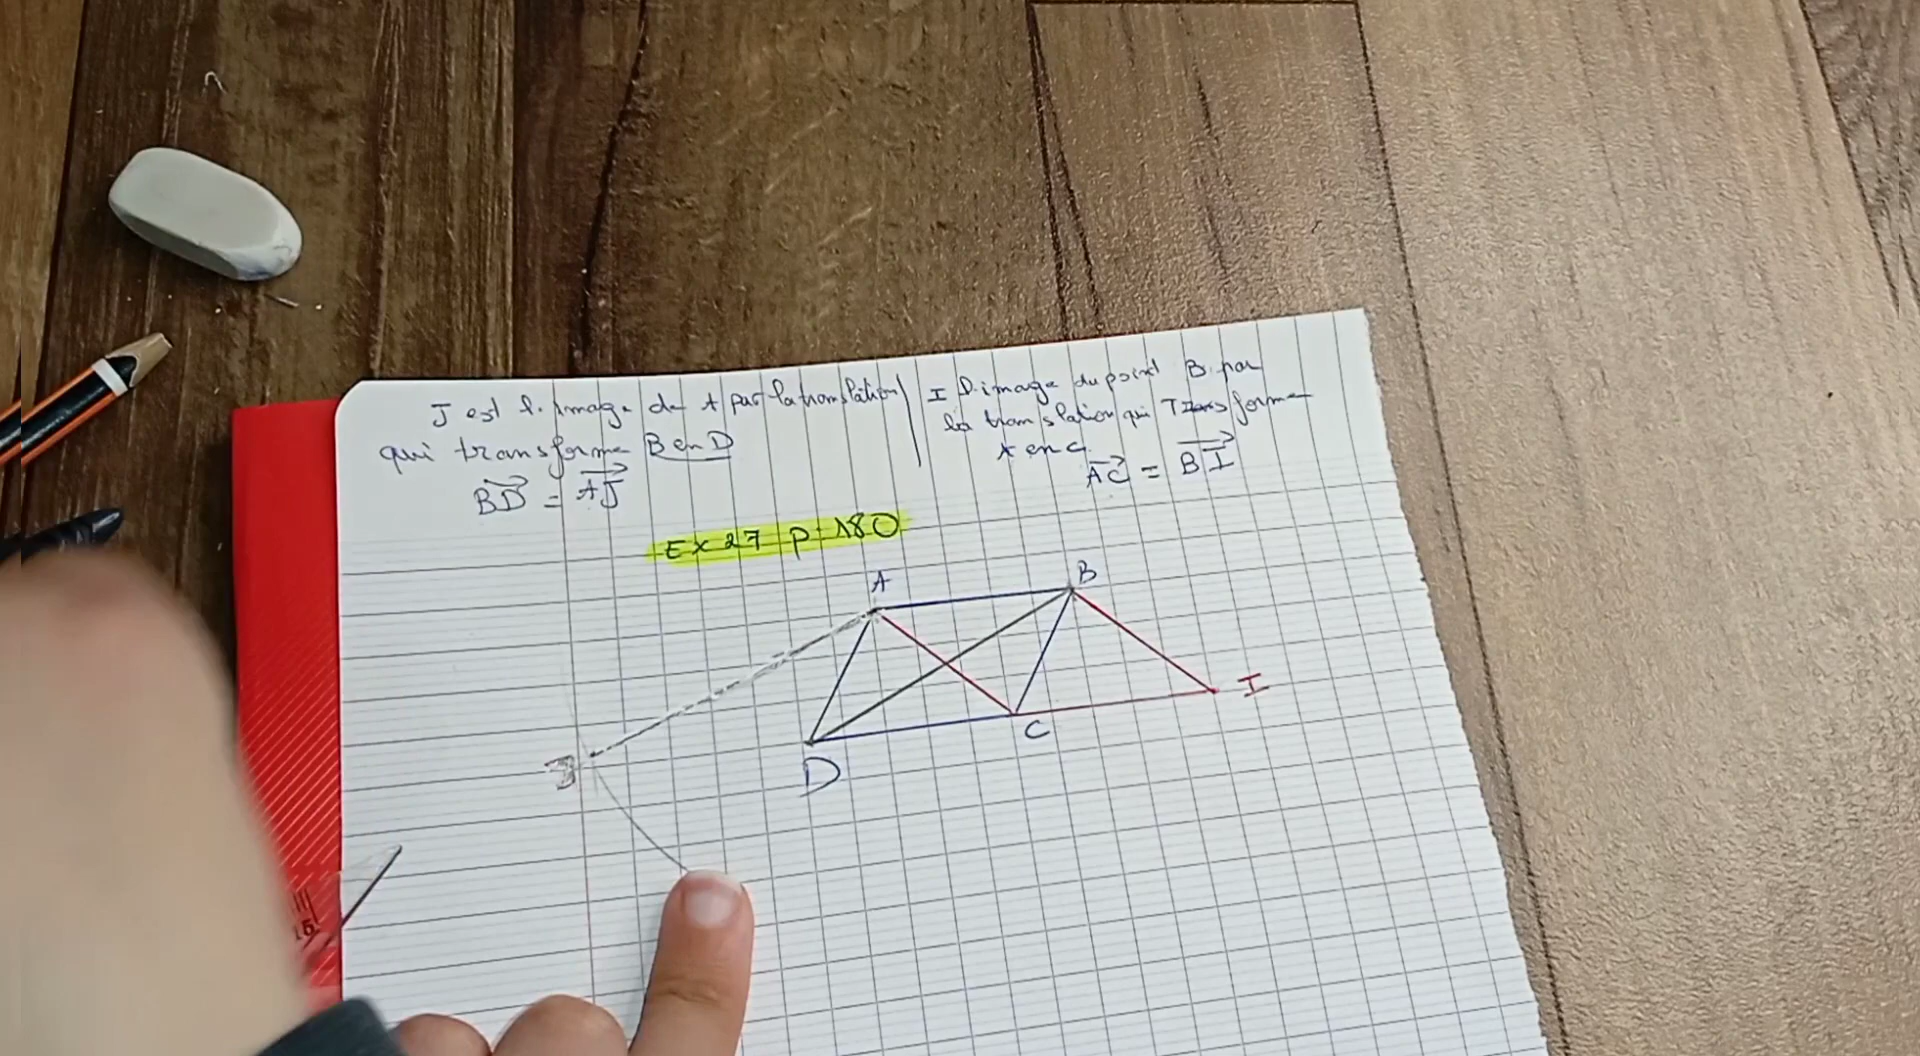 J est l'image de A par la translation
qui transforme B en D
BD = AJ
I l'image du point B par
la translation qui Transforme
A en C
AC = BI
Ex 27 p 180
A
B
I
C
D
J